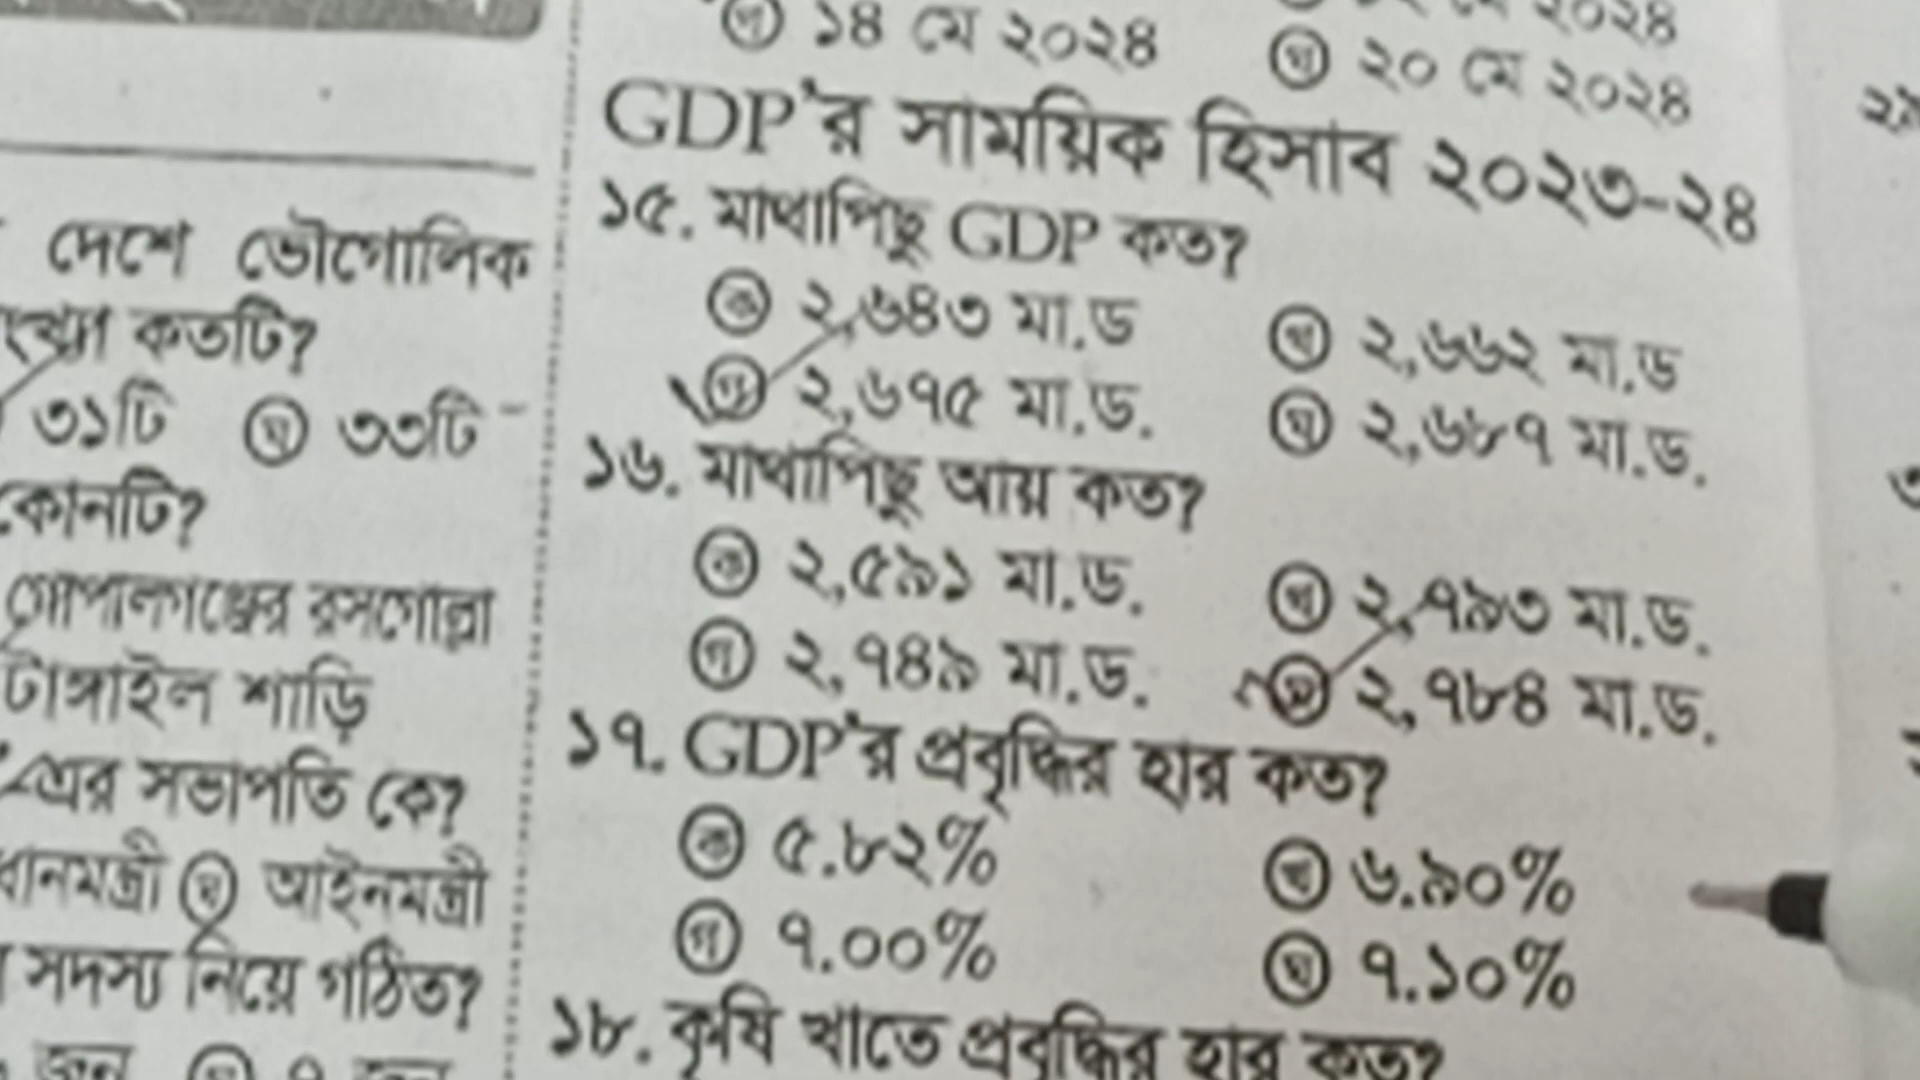 গ ১৪ মে ২০২৪ ঘ ২০ মে ২০২৪
GDP'র সাময়িক হিসাব ২০২৩-২৪
১৫. মাথাপিছু GDP কত?
ক ২,৬৪৩ মা.ড খ ২,৬৬২ মা.ড
গ ২,৬৭৫ মা.ড. ঘ ২,৬৮৭ মা.ড.
১৬. মাথাপিছু আয় কত?
ক ২,৫৯১ মা.ড. খ ২,৭৯৩ মা.ড.
গ ২,৭৪৯ মা.ড. ঘ ২,৭৮৪ মা.ড.
১৭. GDP'র প্রবৃদ্ধির হার কত?
ক ৫.৮২% খ ৬.৯০%
গ ৭.০০% ঘ ৭.১০%
১৮. কৃষি খাতে প্রবৃদ্ধির হার কত?
দেশে ভৌগোলিক
কতটি?
৩১টি ঘ ৩৩টি
কোনটি?
গোপালগঞ্জের রসগোল্লা
টাঙ্গাইল শাড়ি
এর সভাপতি কে?
ঘ আইনমন্ত্রী
সদস্য নিয়ে গঠিত?